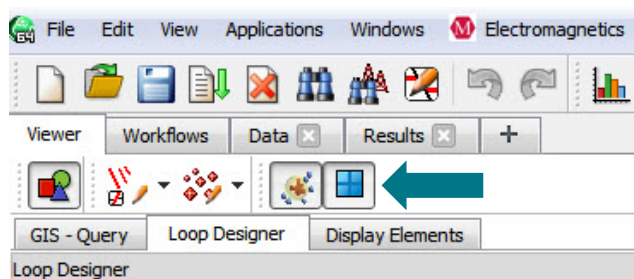 File Edit View Applications Windows Electromagnetics
Viewer Workflows Data Results +
GIS - Query Loop Designer Display Elements
Loop Designer